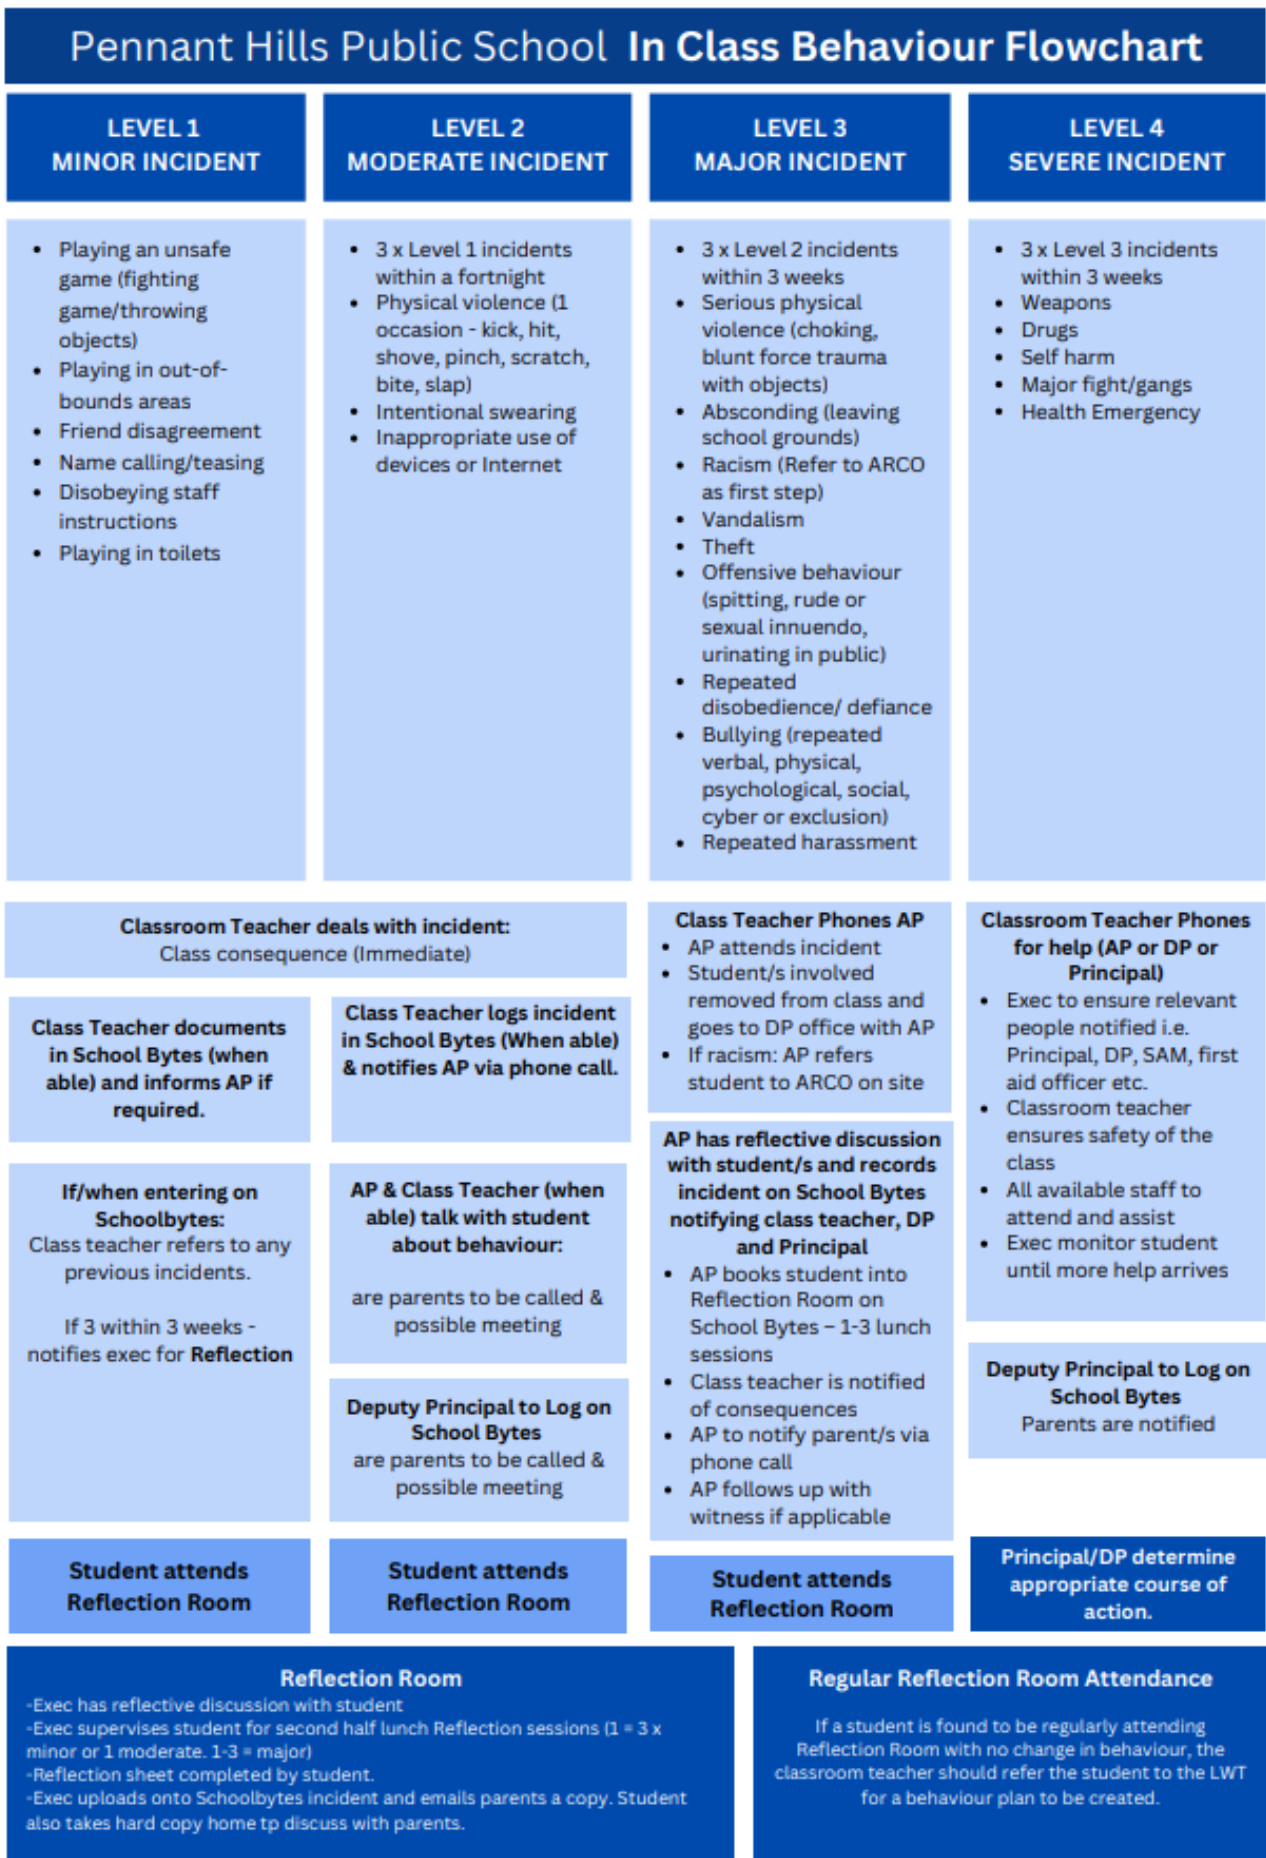 Pennant Hills Public School In Class Behaviour Flowchart
LEVEL 1
MINOR INCIDENT
LEVEL 2
MODERATE INCIDENT
LEVEL 3
MAJOR INCIDENT
LEVEL 4
SEVERE INCIDENT
• Playing an unsafe
game (fighting
game/throwing
objects)
• Playing in out-of-
bounds areas
• Friend disagreement
• Name calling/teasing
• Disobeying staff
instructions
• Playing in toilets
• 3 x Level 1 incidents
within a fortnight
• Physical violence (1
occasion - kick, hit,
shove, pinch, scratch,
bite, slap)
• Intentional swearing
• Inappropriate use of
devices or Internet
• 3 x Level 2 incidents
within 3 weeks
• Serious physical
violence (choking,
blunt force trauma
with objects)
• Absconding (leaving
school grounds)
• Racism (Refer to ARCO
as first step)
• Vandalism
• Theft
• Offensive behaviour
(spitting, rude or
sexual innuendo,
urinating in public)
• Repeated
disobedience/ defiance
• Bullying (repeated
verbal, physical,
psychological, social,
cyber or exclusion)
• Repeated harassment
• 3 x Level 3 incidents
within 3 weeks
• Weapons
• Drugs
• Self harm
• Major fight/gangs
• Health Emergency
Classroom Teacher deals with incident:
Class consequence (Immediate)
Class Teacher documents
in School Bytes (when
able) and informs AP if
required.
Class Teacher logs incident
in School Bytes (When able)
& notifies AP via phone call.
If/when entering on
Schoolbytes:
Class teacher refers to any
previous incidents.
If 3 within 3 weeks -
notifies exec for Reflection
AP & Class Teacher (when
able) talk with student
about behaviour:
are parents to be called &
possible meeting
Deputy Principal to Log on
School Bytes
are parents to be called &
possible meeting
Class Teacher Phones AP
• AP attends incident
• Student/s involved
removed from class and
goes to DP office with AP
• If racism: AP refers
student to ARCO on site
AP has reflective discussion
with student/s and records
incident on School Bytes
notifying class teacher, DP
and Principal
• AP books student into
Reflection Room on
School Bytes – 1-3 lunch
sessions
• Class teacher is notified
of consequences
• AP to notify parent/s via
phone call
• AP follows up with
witness if applicable
Classroom Teacher Phones
for help (AP or DP or
Principal)
• Exec to ensure relevant
people notified i.e.
Principal, DP, SAM, first
aid officer etc.
• Classroom teacher
ensures safety of the
class
• All available staff to
attend and assist
• Exec monitor student
until more help arrives
Deputy Principal to Log on
School Bytes
Parents are notified
Student attends
Reflection Room
Student attends
Reflection Room
Student attends
Reflection Room
Principal/DP determine
appropriate course of
action.
Reflection Room
-Exec has reflective discussion with student
-Exec supervises student for second half lunch Reflection sessions (1 = 3 x
minor or 1 moderate. 1-3 = major)
-Reflection sheet completed by student.
-Exec uploads onto Schoolbytes incident and emails parents a copy. Student
also takes hard copy home tp discuss with parents.
Regular Reflection Room Attendance
If a student is found to be regularly attending
Reflection Room with no change in behaviour, the
classroom teacher should refer the student to the LWT
for a behaviour plan to be created.